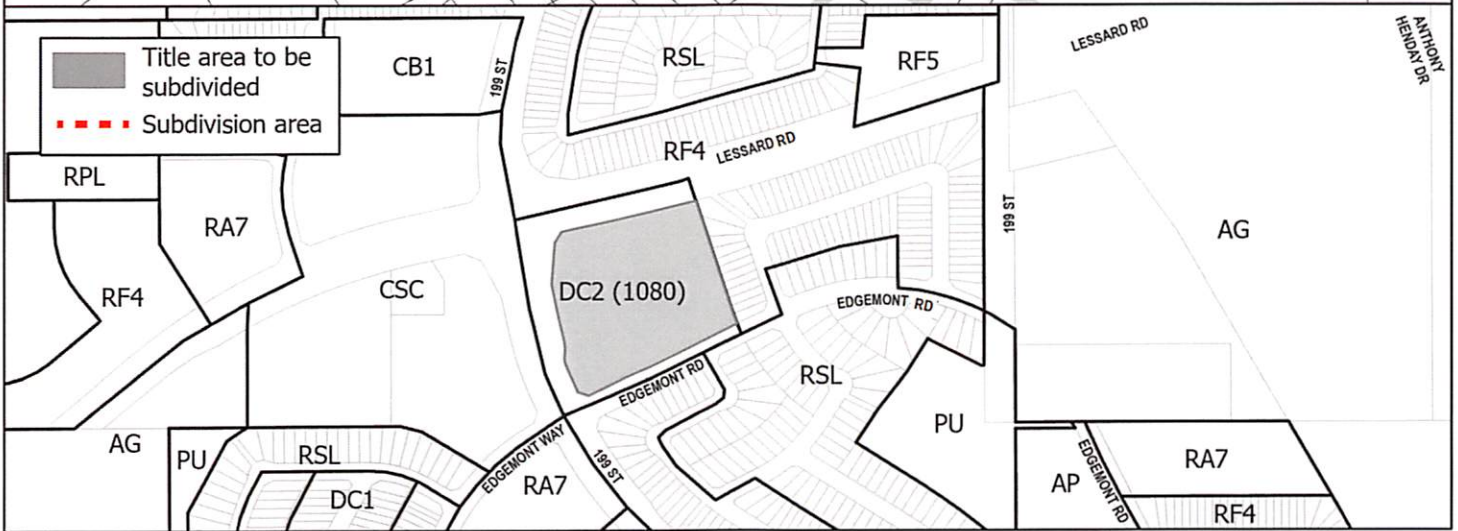 Title area to be
subdivided
Subdivision area
CB1
199 ST
RSL
RF5
LESSARD RD
ANTHONY
HENDAY DR
RPL
RA7
RF4
LESSARD RD
RF4
CSC
DC2 (1080)
199 ST
AG
EDGEMONT RD
EDGEMONT RD
RSL
PU
AG
PU
RSL
DC1
EDGEMONT WAY
RA7
199 ST
AP
EDGEMONT RD
RA7
RF4